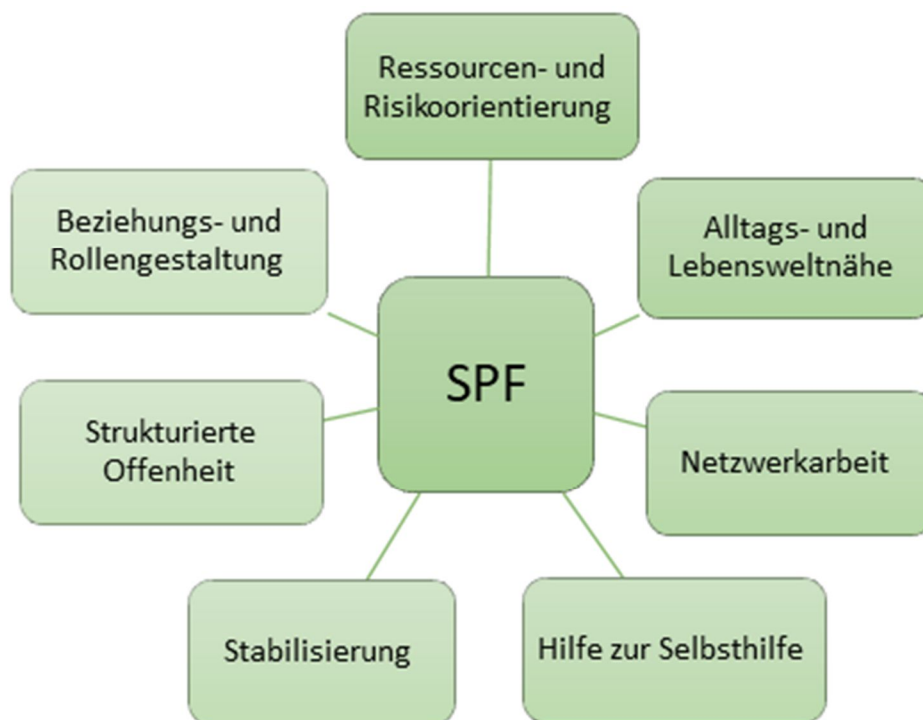 Ressourcen- und
Risikoorientierung
Beziehungs- und
Rollengestaltung
Alltags- und
Lebensweltnähe
SPF
Strukturierte
Offenheit
Netzwerkarbeit
Stabilisierung
Hilfe zur Selbsthilfe